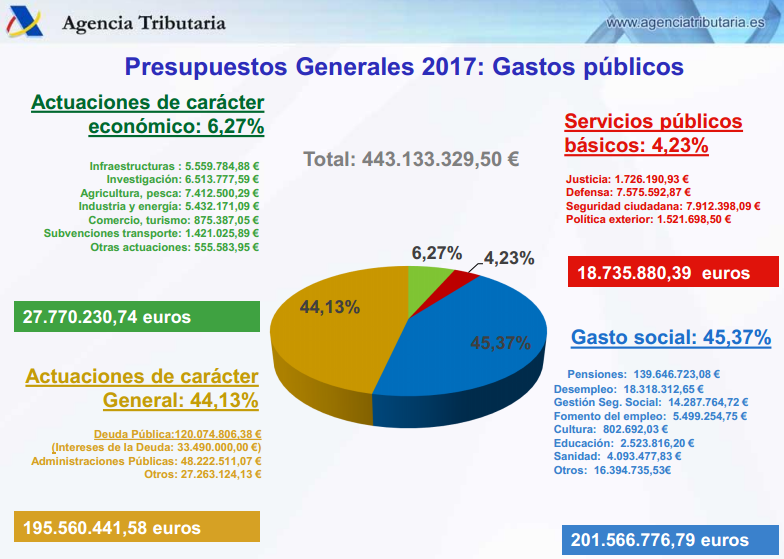 Agencia Tributaria
www.agenciatributaria.es
Presupuestos Generales 2017: Gastos públicos
Actuaciones de carácter
económico: 6,27%
Infraestructuras : 5.559.784,88 €
Investigación: 6.513.777,59 €
Agricultura, pesca: 7.412.500,29 €
Industria y energía: 5.432.171,09 €
Comercio, turismo: 875.387,05 €
Subvenciones transporte: 1.421.025,89 €
Otras actuaciones: 555.583,95 €
27.770.230,74 euros
Total: 443.133.329,50 €
Servicios públicos
básicos: 4,23%
Justicia: 1.726.190,93 €
Defensa: 7.575.592,87 €
Seguridad ciudadana: 7.912.398,09 €
Política exterior: 1.521.698,50 €
18.735.880,39 euros
6,27%
4,23%
44,13%
45,37%
Actuaciones de carácter
General: 44,13%
Deuda Pública:120.074.806,38 €
(Intereses de la Deuda: 33.490.000,00 €)
Administraciones Públicas: 48.222.511,07 €
Otros: 27.263.124,13 €
195.560.441,58 euros
Gasto social: 45,37%
Pensiones: 139.646.723,08 €
Desempleo: 18.318.312,65 €
Gestión Seg. Social: 14.287.764,72 €
Fomento del empleo: 5.499.254,75 €
Cultura: 802.692,03 €
Educación: 2.523.816,20 €
Sanidad: 4.093.477,83 €
Otros: 16.394.735,53€
201.566.776,79 euros